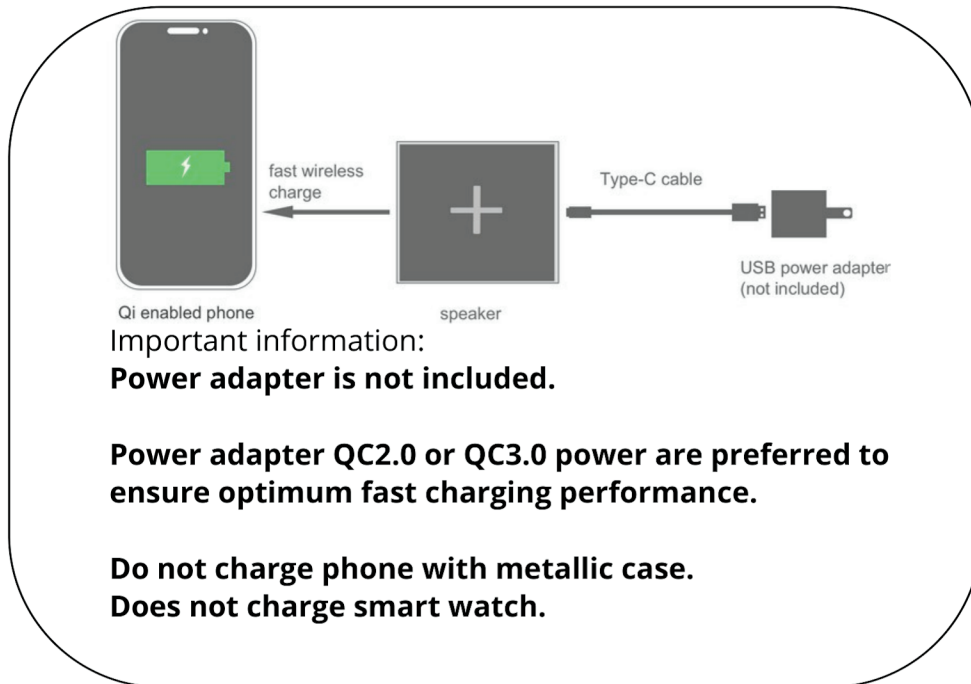 fast wireless
charge
Type-C cable
USB power adapter
(not included)
Qi enabled phone
speaker
Important information:
Power adapter is not included.
Power adapter QC2.0 or QC3.0 power are preferred to
ensure optimum fast charging performance.
Do not charge phone with metallic case.
Does not charge smart watch.